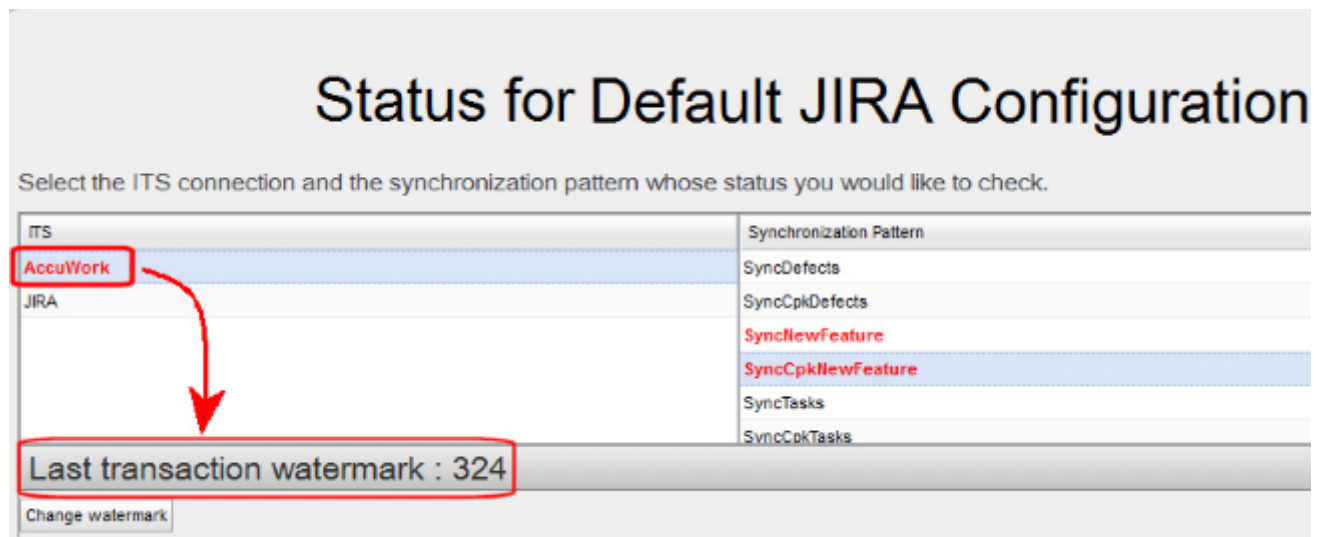 Status for Default JIRA Configuration
Select the ITS connection and the synchronization pattern whose status you would like to check.
ITS
Synchronization Pattern
AccuWork
SyncDefects
JIRA
SyncCpkDefects
SyncNewFeature
SyncCpkNewFeature
SyncTasks
SyncCpkTasks
Last transaction watermark : 324
Change watermark